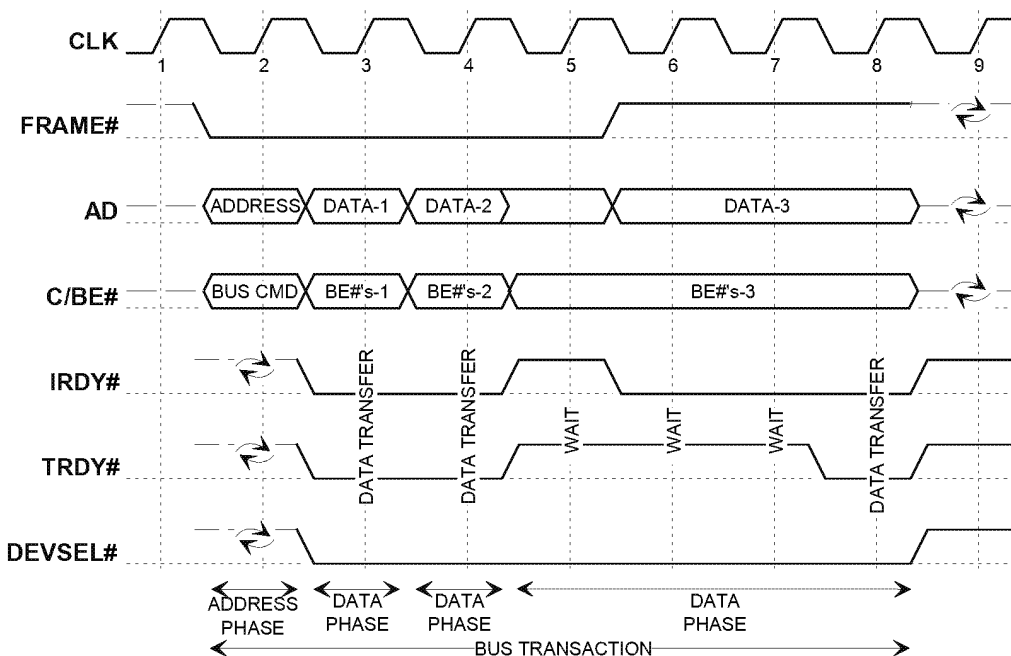 CLK
1 2 3 4 5 6 7 8 9
FRAME#
AD
ADDRESS DATA-1 DATA-2 DATA-3
C/BE#
BUS CMD BE#'s-1 BE#'s-2 BE#'s-3
IRDY#
TRDY#
DATA TRANSFER
DATA TRANSFER
WAIT
WAIT
WAIT
DATA TRANSFER
DEVSEL#
ADDRESS PHASE
DATA PHASE
DATA PHASE
DATA PHASE
BUS TRANSACTION